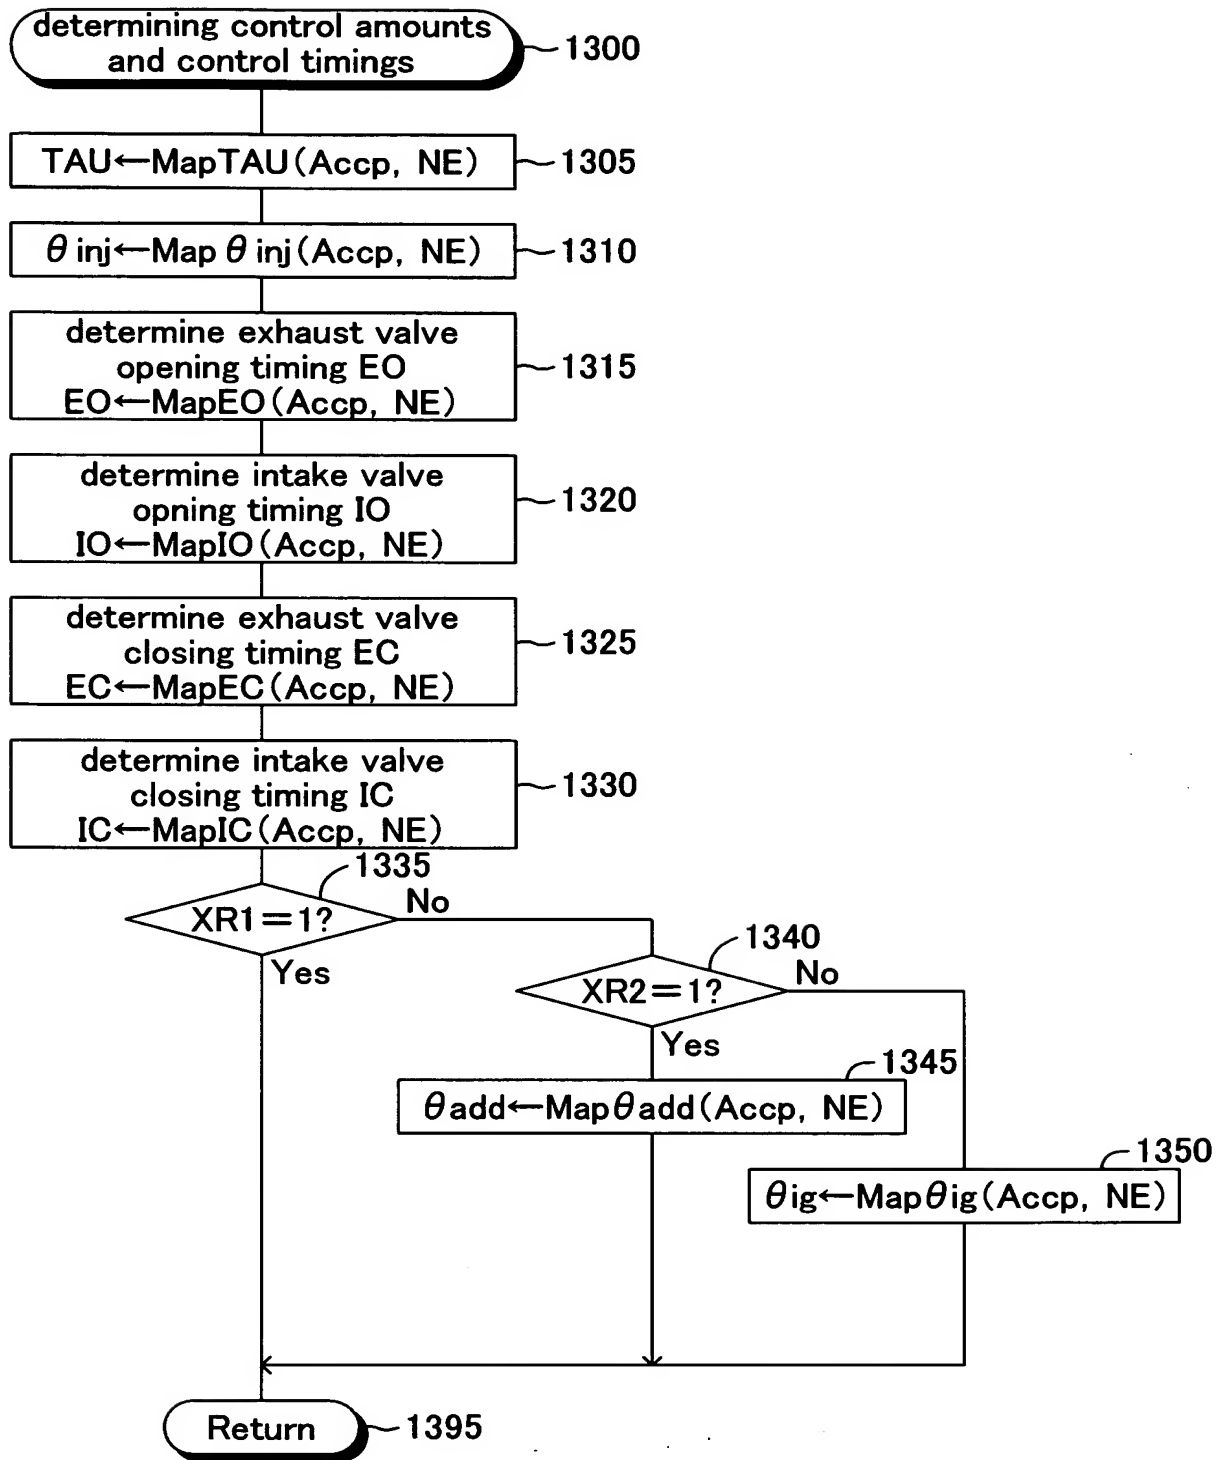 determining control amounts
and control timings
1300
TAU←MapTAU(Accp, NE)
1305
θinj←Mapθinj(Accp, NE)
1310
determine exhaust valve
opening timing EO
EO←MapEO(Accp, NE)
1315
determine intake valve
opning timing IO
IO←MapIO(Accp, NE)
1320
determine exhaust valve
closing timing EC
EC←MapEC(Accp, NE)
1325
determine intake valve
closing timing IC
IC←MapIC(Accp, NE)
1330
1335
XR1=1?
No
Yes
1340
XR2=1?
No
Yes
1345
θadd←Mapθadd(Accp, NE)
1350
θig←Mapθig(Accp, NE)
Return
1395